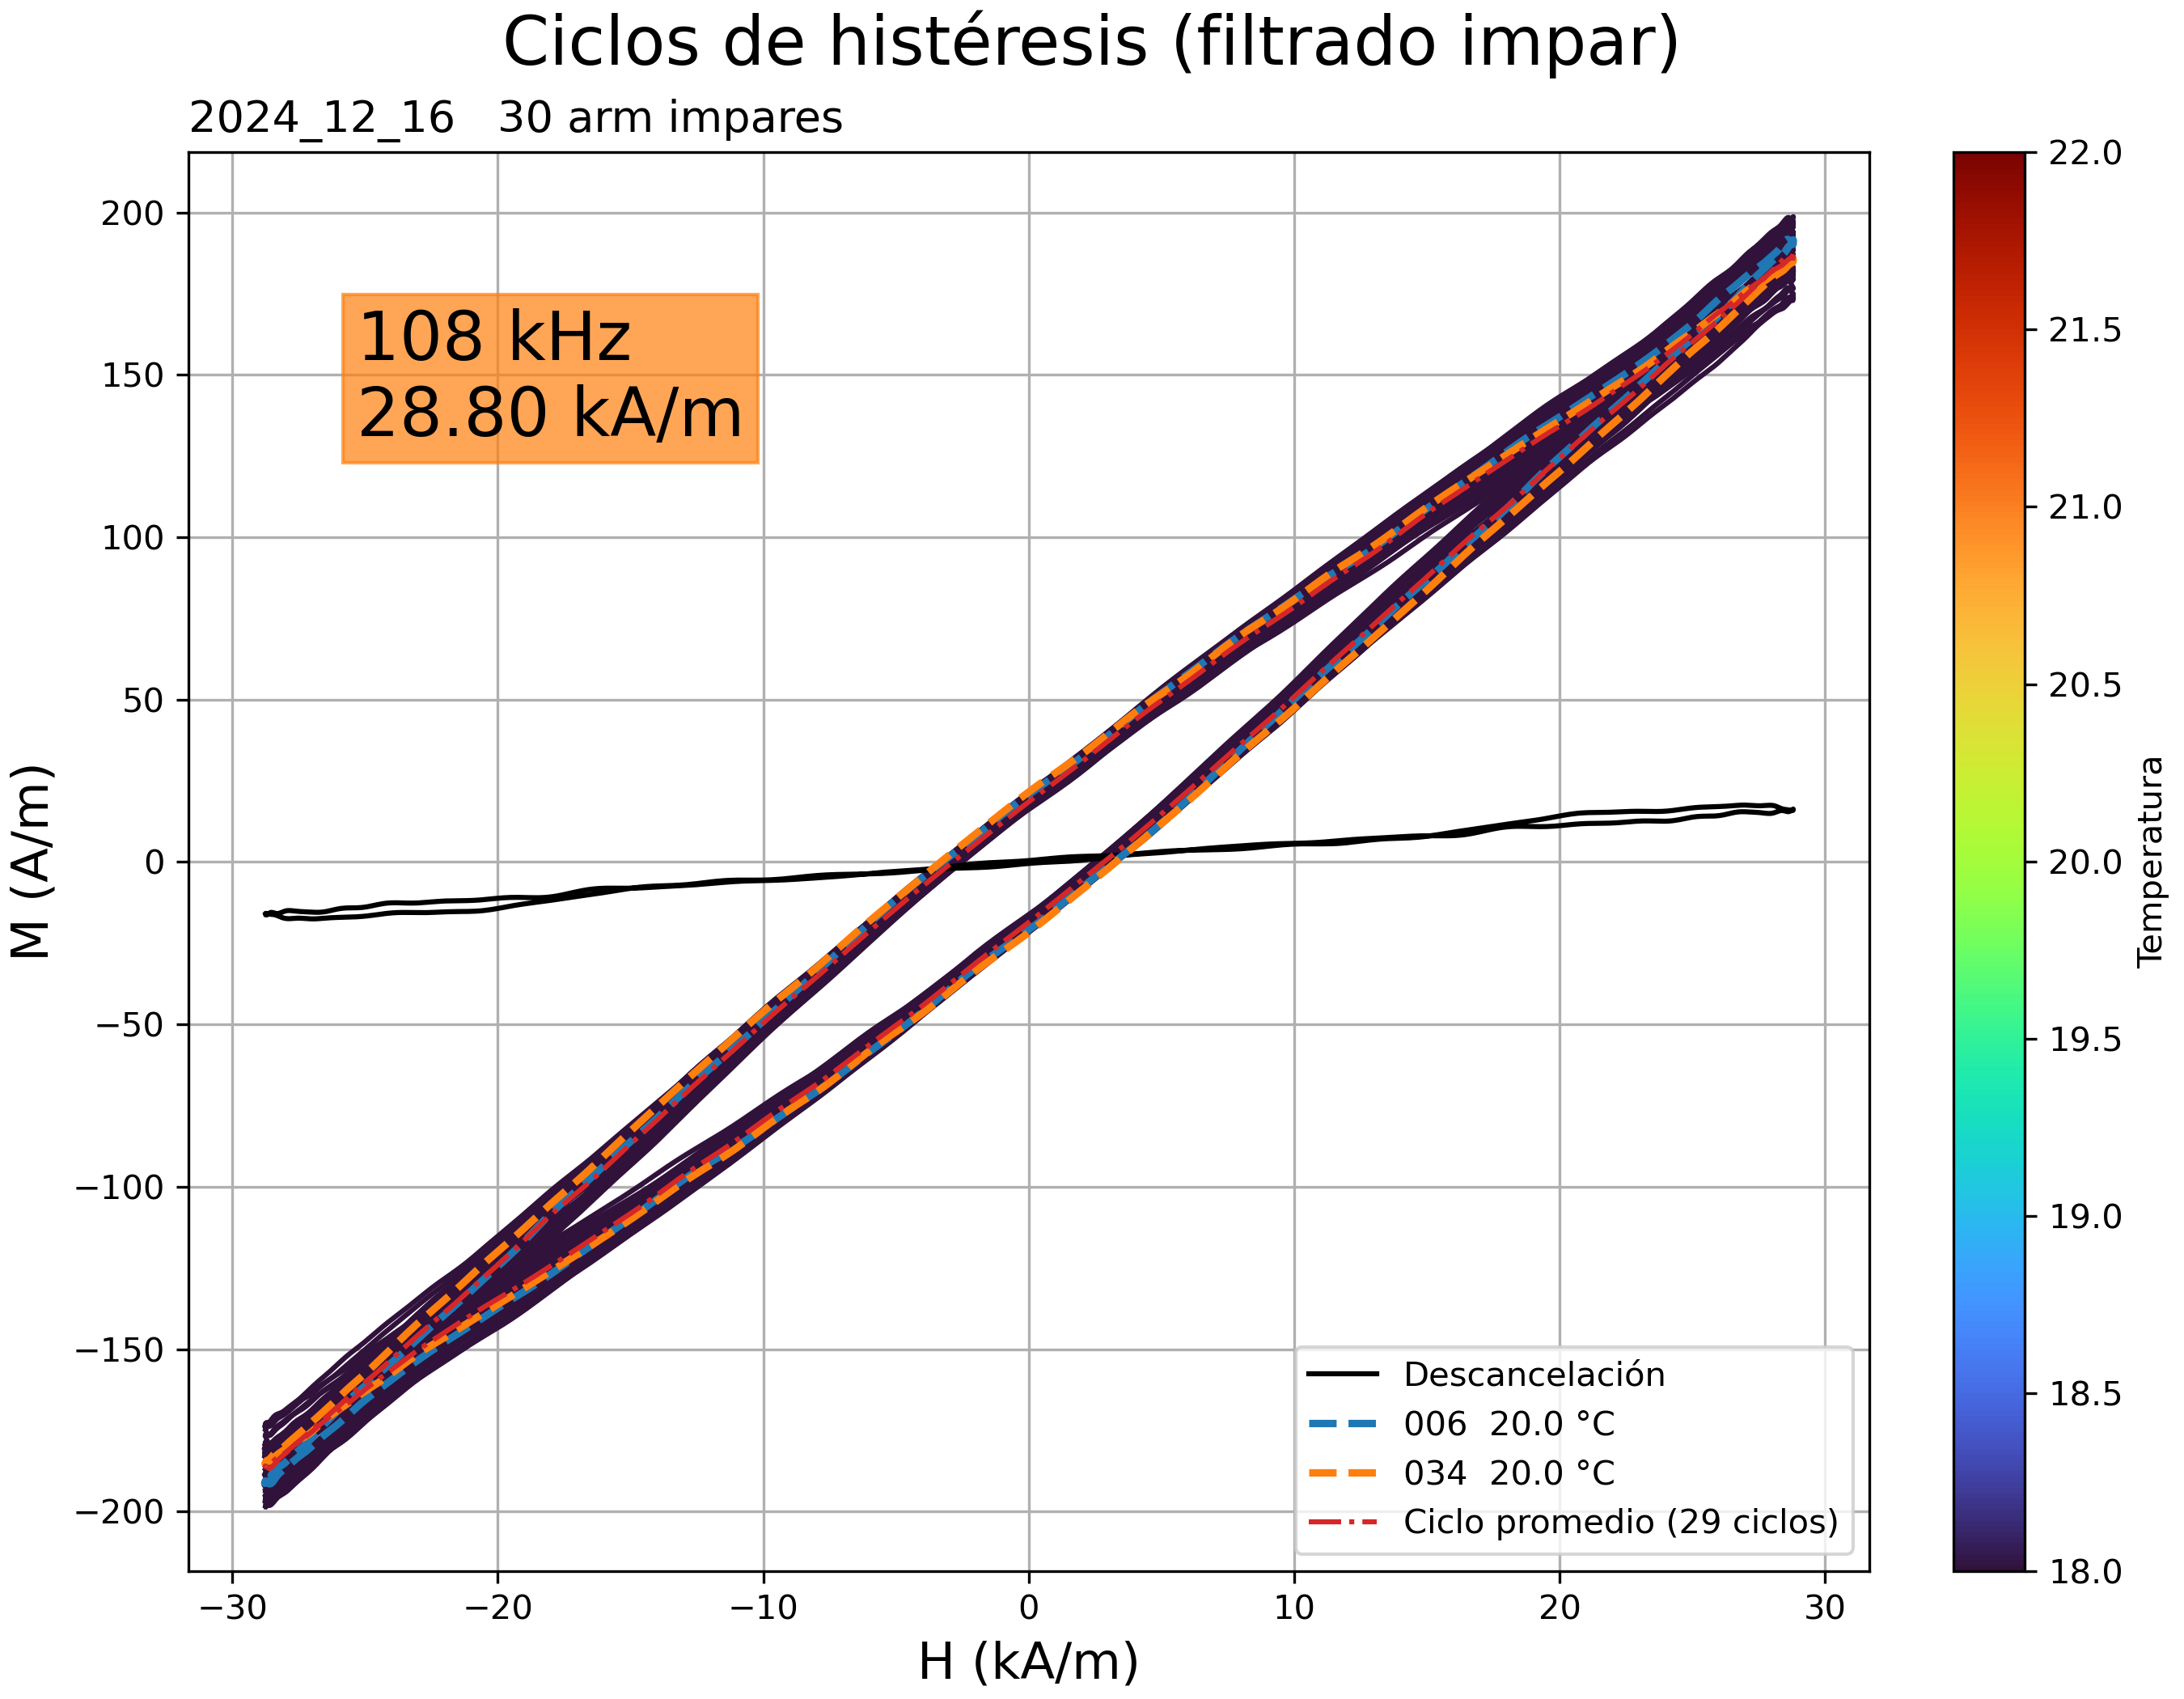 Ciclos de histéresis (filtrado impar)
2024_12_16   30 arm impares
108 kHz
28.80 kA/m
M (A/m)
200
150
100
50
0
−50
−100
−150
−200
−30
−20
−10
0
10
20
30
H (kA/m)
Descancelación
006  20.0 °C
034  20.0 °C
Ciclo promedio (29 ciclos)
22.0
21.5
21.0
20.5
20.0
19.5
19.0
18.5
18.0
Temperatura